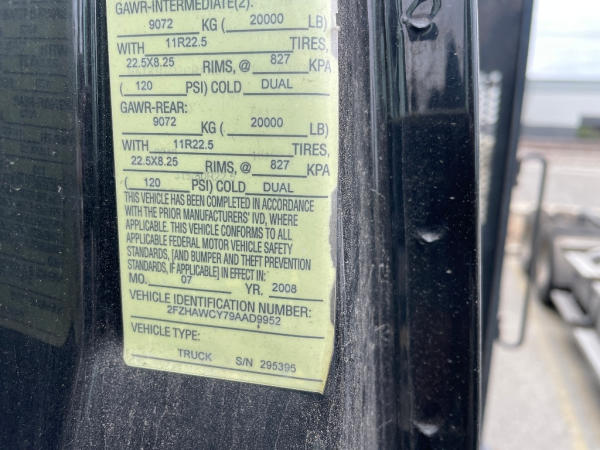 GAWR-INTERMEDIATE(2):
9072 KG ( 20000 LB)
WITH 11R22.5 TIRES,
22.5X8.25 RIMS, @ 827 KPA
( 120 PSI) COLD DUAL
GAWR-REAR:
9072 KG ( 20000 LB)
WITH 11R22.5 TIRES,
22.5X8.25 RIMS, @ 827 KPA
( 120 PSI) COLD DUAL
THIS VEHICLE HAS BEEN COMPLETED IN ACCORDANCE
WITH THE PRIOR MANUFACTURERS' IVD, WHERE
APPLICABLE. THIS VEHICLE CONFORMS TO ALL
APPLICABLE FEDERAL MOTOR VEHICLE SAFETY
STANDARDS, [AND BUMPER AND THEFT PREVENTION
STANDARDS, IF APPLICABLE] IN EFFECT IN:
MO. 07 YR. 2008
VEHICLE IDENTIFICATION NUMBER:
2FZHAWCY79AAD9952
VEHICLE TYPE:
TRUCK S/N 295395